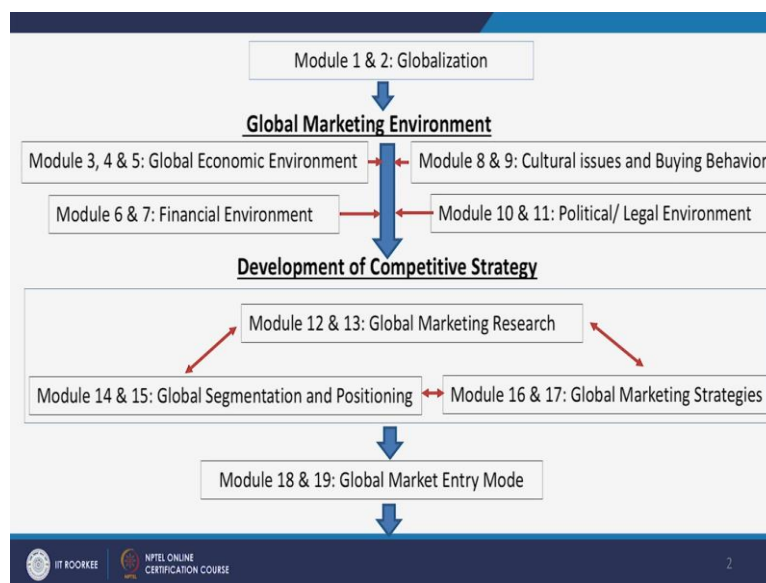 Module 1 & 2: Globalization
Global Marketing Environment
Module 3, 4 & 5: Global Economic Environment
Module 8 & 9: Cultural issues and Buying Behavior
Module 6 & 7: Financial Environment
Module 10 & 11: Political/ Legal Environment
Development of Competitive Strategy
Module 12 & 13: Global Marketing Research
Module 14 & 15: Global Segmentation and Positioning
Module 16 & 17: Global Marketing Strategies
Module 18 & 19: Global Market Entry Mode
IIT ROORKEE
NPTEL ONLINE
CERTIFICATION COURSE
2